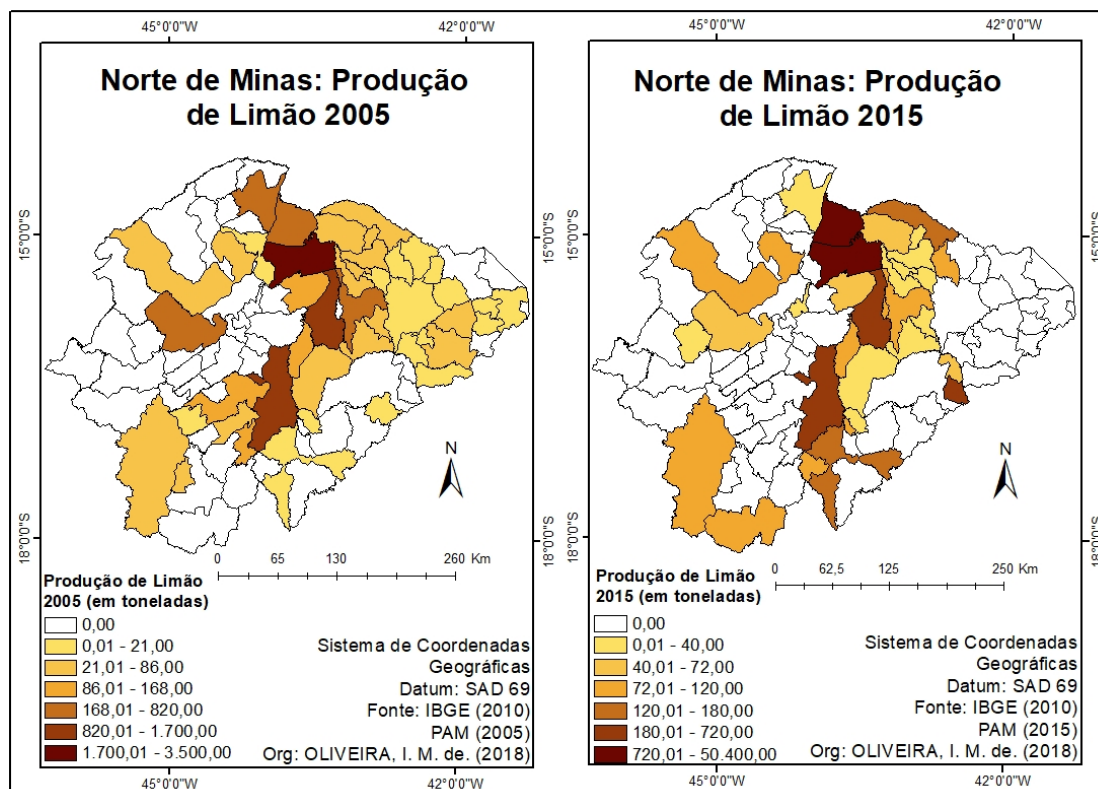 45°0'0"W
42°0'0"W
Norte de Minas: Produção
de Limão 2005
15°0'0"S
15°0'0"S
18°0'0"S
18°0'0"S
N
0 65 130 260 Km
Produção de Limão
2005 (em toneladas)
0,00
0,01 - 21,00
21,01 - 86,00
86,01 - 168,00
168,01 - 820,00
820,01 - 1.700,00
1.700,01 - 3.500,00
Sistema de Coordenadas
Geográficas
Datum: SAD 69
Fonte: IBGE (2010)
PAM (2005)
Org: OLIVEIRA, I. M. de. (2018)
45°0'0"W
42°0'0"W
45°0'0"W
42°0'0"W
Norte de Minas: Produção
de Limão 2015
15°0'0"S
15°0'0"S
18°0'0"S
18°0'0"S
N
0 62,5 125 250 Km
Produção de Limão
2015 (em toneladas)
0,00
0,01 - 40,00
40,01 - 72,00
72,01 - 120,00
120,01 - 180,00
180,01 - 720,00
720,01 - 50.400,00
Sistema de Coordenadas
Geográficas
Datum: SAD 69
Fonte: IBGE (2010)
PAM (2015)
Org: OLIVEIRA, I. M. de. (2018)
45°0'0"W
42°0'0"W